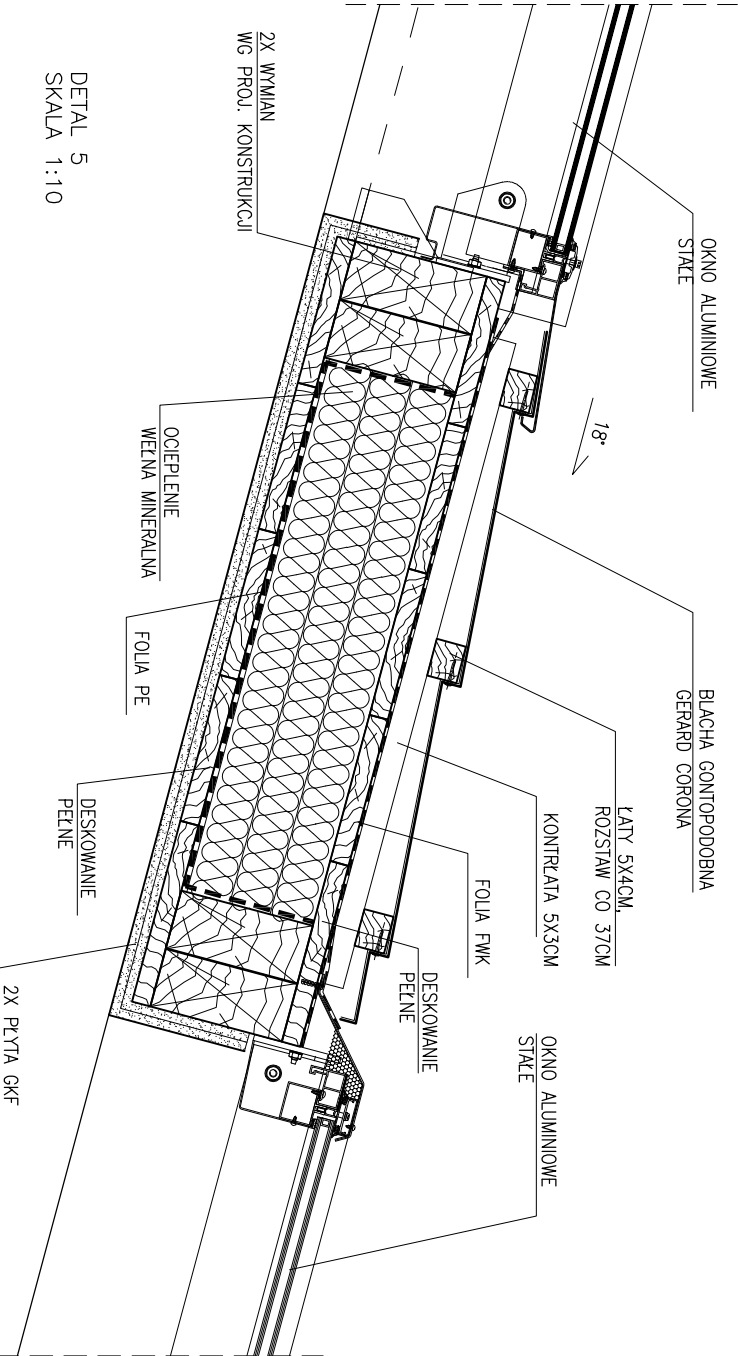 OKNO ALUMINIOWE
STAŁE
18°
BLACHA GONTOPODOBNA
GERARD CORONA
ŁATY 5X4CM,
ROZSTAW CO 37CM
KONTRŁATA 5X3CM
FOLIA FWK
DESKOWANIE
PEŁNE
OKNO ALUMINIOWE
STAŁE
2X WYMIAN
WG PROJ. KONSTRUKCJI
OCIEPLENIE
WEŁNA MINERALNA
FOLIA PE
DESKOWANIE
PEŁNE
2X PŁYTA GKF
DETAL 5
SKALA 1:10